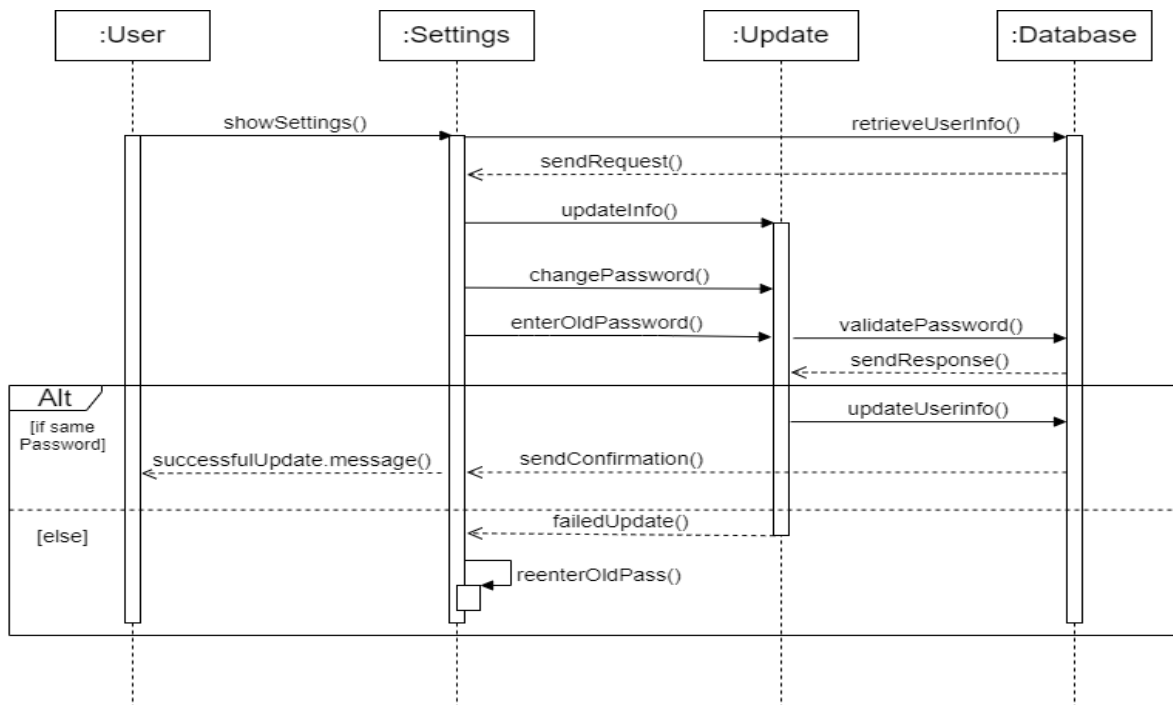 :User
:Settings
:Update
:Database
showSettings()
retrieveUserInfo()
sendRequest()
updateInfo()
changePassword()
enterOldPassword()
validatePassword()
sendResponse()
Alt
[if same
Password]
updateUserinfo()
successfulUpdate.message()
sendConfirmation()
failedUpdate()
[else]
reenterOldPass()